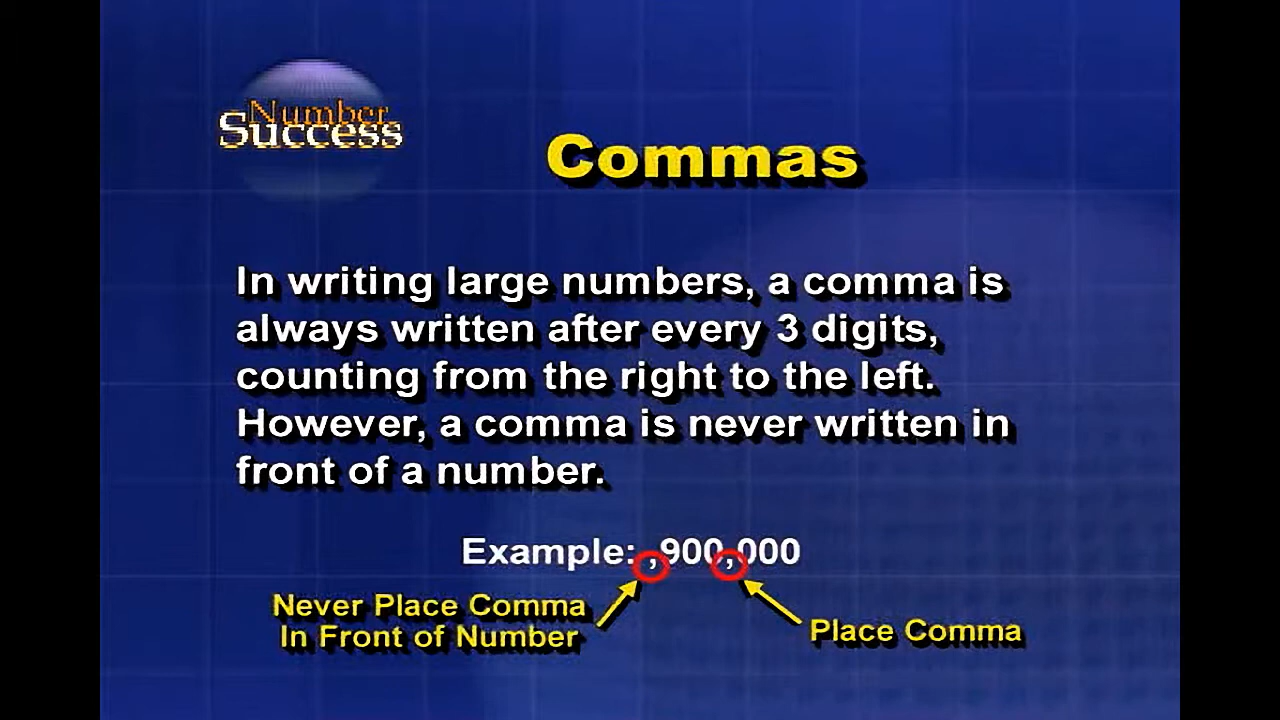 Number
Success
Commas
In writing large numbers, a comma is
always written after every 3 digits,
counting from the right to the left.
However, a comma is never written in
front of a number.
Example: ,900,000
Never Place Comma
In Front of Number
Place Comma